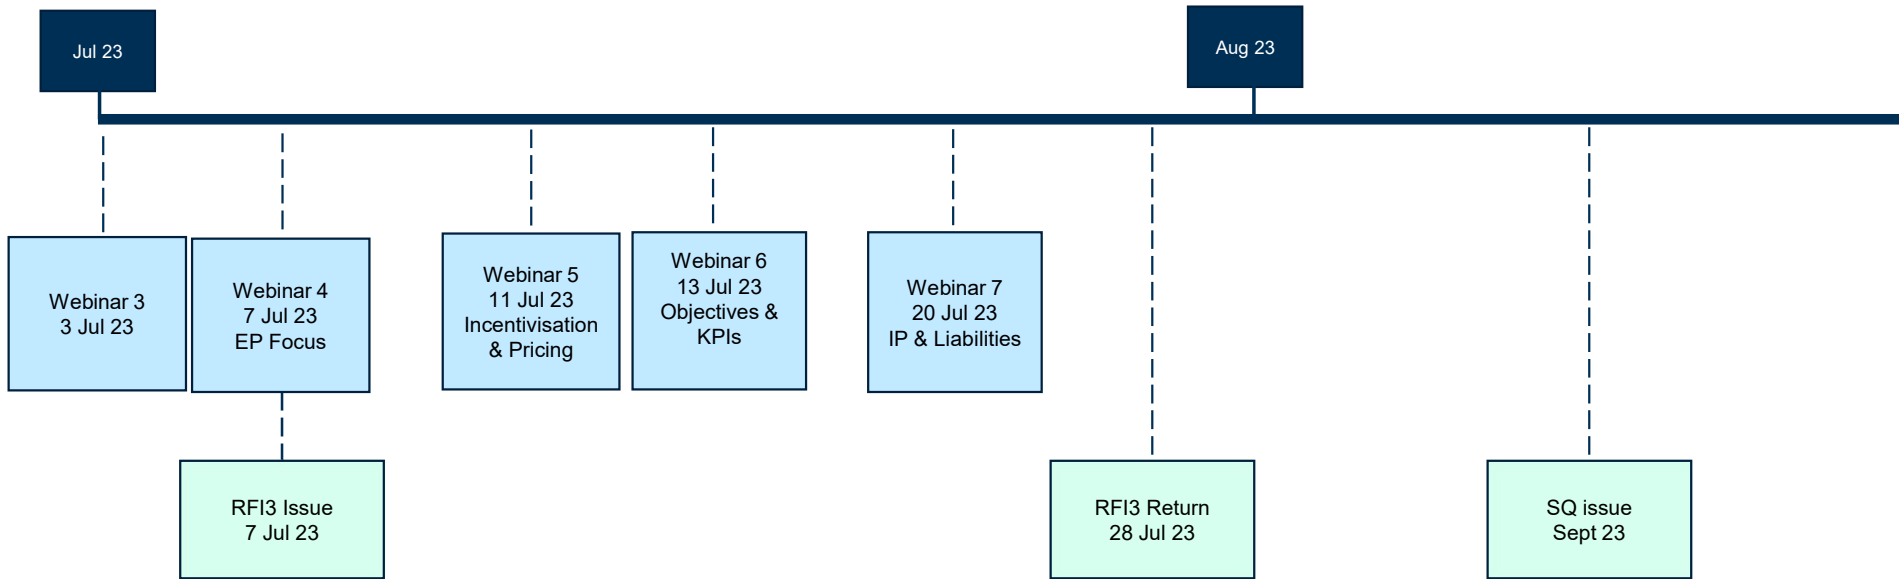 Jul 23
Aug 23
Webinar 3
3 Jul 23
Webinar 4
7 Jul 23
EP Focus
Webinar 5
11 Jul 23
Incentivisation
& Pricing
Webinar 6
13 Jul 23
Objectives &
KPIs
Webinar 7
20 Jul 23
IP & Liabilities
RFI3 Issue
7 Jul 23
RFI3 Return
28 Jul 23
SQ issue
Sept 23